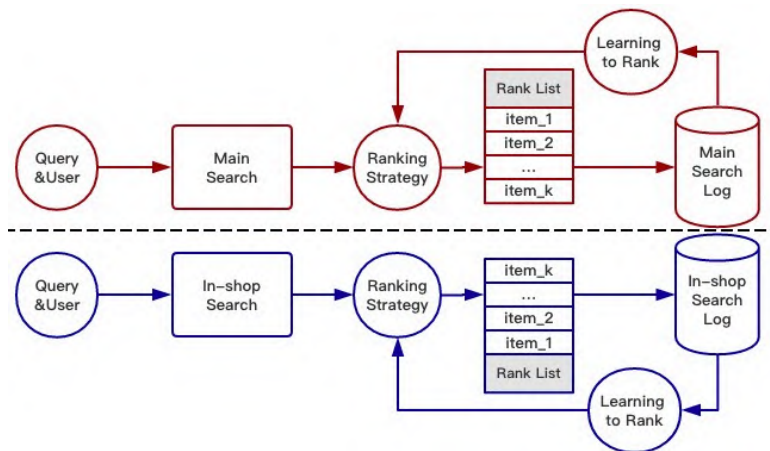 Learning
to Rank
Rank List
item_1
item_2
...
item_k
Query
&User
Main
Search
Ranking
Strategy
Main
Search
Log
Query
&User
In-shop
Search
Ranking
Strategy
item_k
...
item_2
item_1
Rank List
In-shop
Search
Log
Learning
to Rank